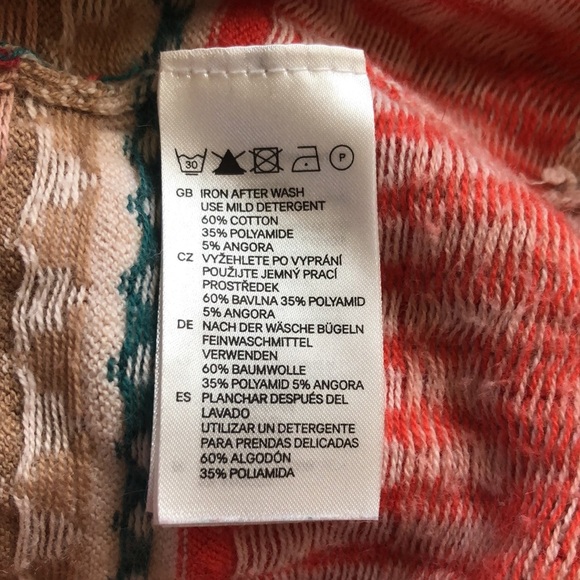 30 P
GB IRON AFTER WASH
USE MILD DETERGENT
60% COTTON
35% POLYAMIDE
5% ANGORA
CZ VYŽEHLETE PO VYPRÁNÍ
POUŽIJTE JEMNÝ PRACÍ
PROSTŘEDEK
60% BAVLNA 35% POLYAMID
5% ANGORA
DE NACH DER WÄSCHE BÜGELN
FEINWASCHMITTEL
VERWENDEN
60% BAUMWOLLE
35% POLYAMID 5% ANGORA
ES PLANCHAR DESPUÉS DEL
LAVADO
UTILIZAR UN DETERGENTE
PARA PRENDAS DELICADAS
60% ALGODÓN
35% POLIAMIDA